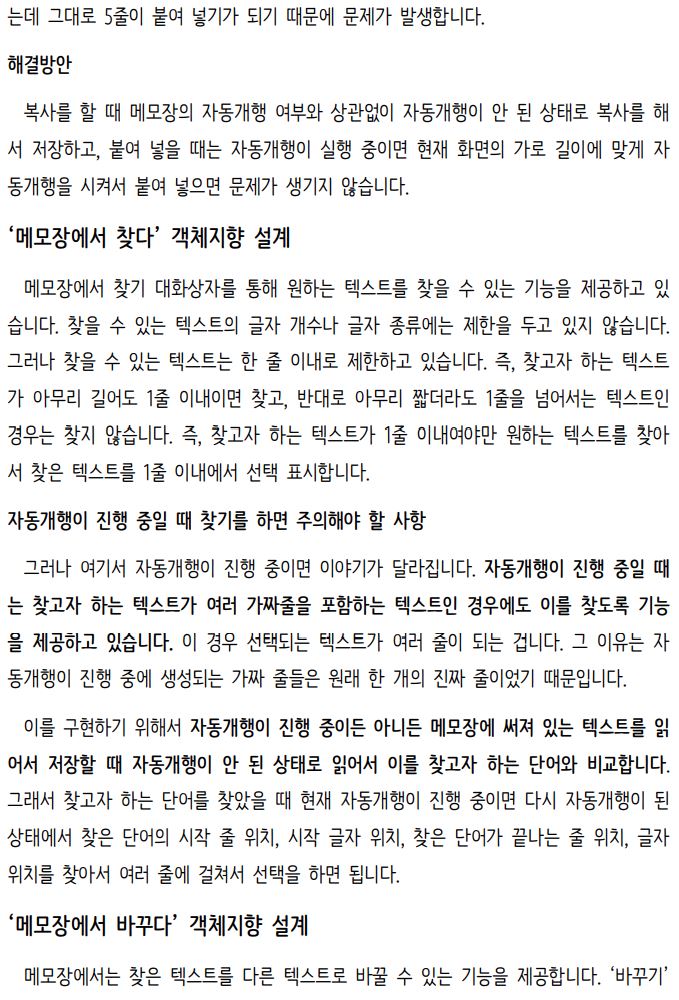 는데 그대로 5줄이 붙여 넣기가 되기 때문에 문제가 발생합니다.
해결방안
복사를 할 때 메모장의 자동개행 여부와 상관없이 자동개행이 안 된 상태로 복사를 해
서 저장하고, 붙여 넣을 때는 자동개행이 실행 중이면 현재 화면의 가로 길이에 맞게 자
동개행을 시켜서 붙여 넣으면 문제가 생기지 않습니다.
‘메모장에서 찾다’ 객체지향 설계
메모장에서 찾기 대화상자를 통해 원하는 텍스트를 찾을 수 있는 기능을 제공하고 있
습니다. 찾을 수 있는 텍스트의 글자 개수나 글자 종류에는 제한을 두고 있지 않습니다.
그러나 찾을 수 있는 텍스트는 한 줄 이내로 제한하고 있습니다. 즉, 찾고자 하는 텍스트
가 아무리 길어도 1줄 이내이면 찾고, 반대로 아무리 짧더라도 1줄을 넘어서는 텍스트인
경우는 찾지 않습니다. 즉, 찾고자 하는 텍스트가 1줄 이내여야만 원하는 텍스트를 찾아
서 찾은 텍스트를 1줄 이내에서 선택 표시합니다.
자동개행이 진행 중일 때 찾기를 하면 주의해야 할 사항
그러나 여기서 자동개행이 진행 중이면 이야기가 달라집니다. 자동개행이 진행 중일 때
는 찾고자 하는 텍스트가 여러 가짜줄을 포함하는 텍스트인 경우에도 이를 찾도록 기능
을 제공하고 있습니다. 이 경우 선택되는 텍스트가 여러 줄이 되는 겁니다. 그 이유는 자
동개행이 진행 중에 생성되는 가짜 줄들은 원래 한 개의 진짜 줄이었기 때문입니다.
이를 구현하기 위해서 자동개행이 진행 중이든 아니든 메모장에 써져 있는 텍스트를 읽
어서 저장할 때 자동개행이 안 된 상태로 읽어서 이를 찾고자 하는 단어와 비교합니다.
그래서 찾고자 하는 단어를 찾았을 때 현재 자동개행이 진행 중이면 다시 자동개행이 된
상태에서 찾은 단어의 시작 줄 위치, 시작 글자 위치, 찾은 단어가 끝나는 줄 위치, 글자
위치를 찾아서 여러 줄에 걸쳐서 선택을 하면 됩니다.
‘메모장에서 바꾸다’ 객체지향 설계
메모장에서는 찾은 텍스트를 다른 텍스트로 바꿀 수 있는 기능을 제공합니다. ‘바꾸기’